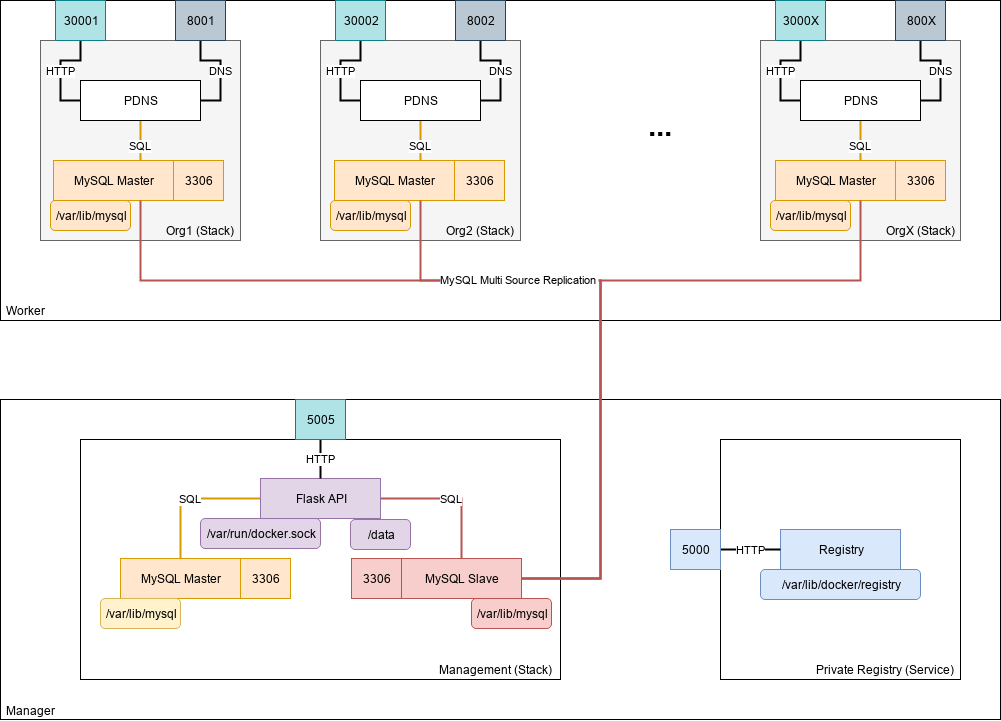 30001
8001
30002
8002
3000X
800X
HTTP
DNS
HTTP
DNS
HTTP
DNS
PDNS
PDNS
...
PDNS
SQL
SQL
SQL
MySQL Master
3306
MySQL Master
3306
MySQL Master
3306
/var/lib/mysql
/var/lib/mysql
/var/lib/mysql
Org1 (Stack)
Org2 (Stack)
OrgX (Stack)
MySQL Multi Source Replication
Worker
5005
HTTP
Flask API
SQL
SQL
/var/run/docker.sock
/data
MySQL Master
3306
3306
MySQL Slave
/var/lib/mysql
/var/lib/mysql
Management (Stack)
5000
HTTP
Registry
/var/lib/docker/registry
Private Registry (Service)
Manager